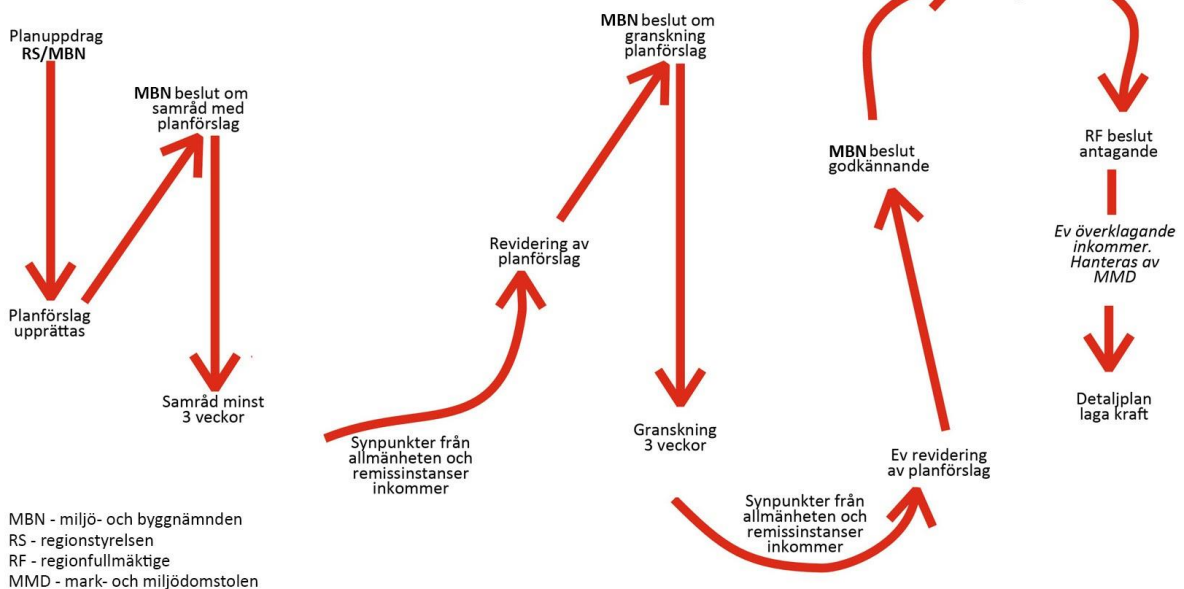 Planuppdrag
RS/MBN
Planförslag
upprättas
MBN beslut om
samråd med
planförslag
Samråd minst
3 veckor
Synpunkter från
allmänheten och
remissinstanser
inkommer
Revidering av
planförslag
MBN beslut om
granskning
planförslag
Granskning
3 veckor
Synpunkter från
allmänheten och
remissinstanser
inkommer
Ev revidering
av planförslag
MBN beslut
godkännande
RF beslut
antagande
Ev överklagande
inkommer.
Hanteras av
MMD
Detaljplan
laga kraft
MBN - miljö- och byggnämnden
RS - regionstyrelsen
RF - regionfullmäktige
MMD - mark- och miljödomstolen